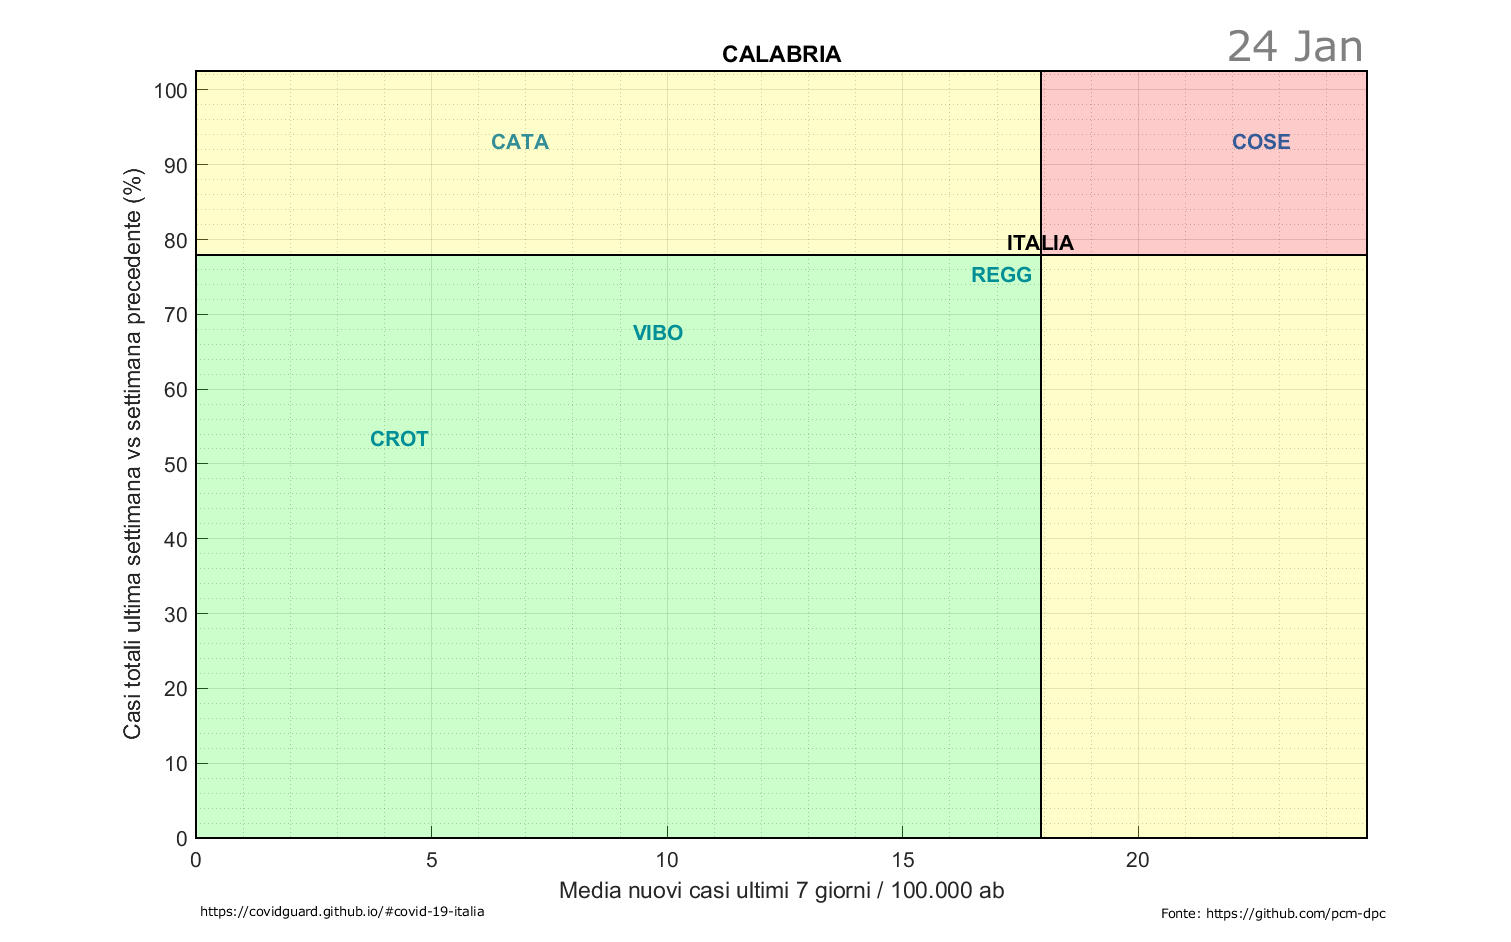 24 Jan
CALABRIA
Casi totali ultima settimana vs settimana precedente (%)
100
90
80
70
60
50
40
30
20
10
0
CATA
COSE
ITALIA
REGG
VIBO
CROT
0 5 10 15 20
Media nuovi casi ultimi 7 giorni / 100.000 ab
https://covidguard.github.io/#covid-19-italia
Fonte: https://github.com/pcm-dpc